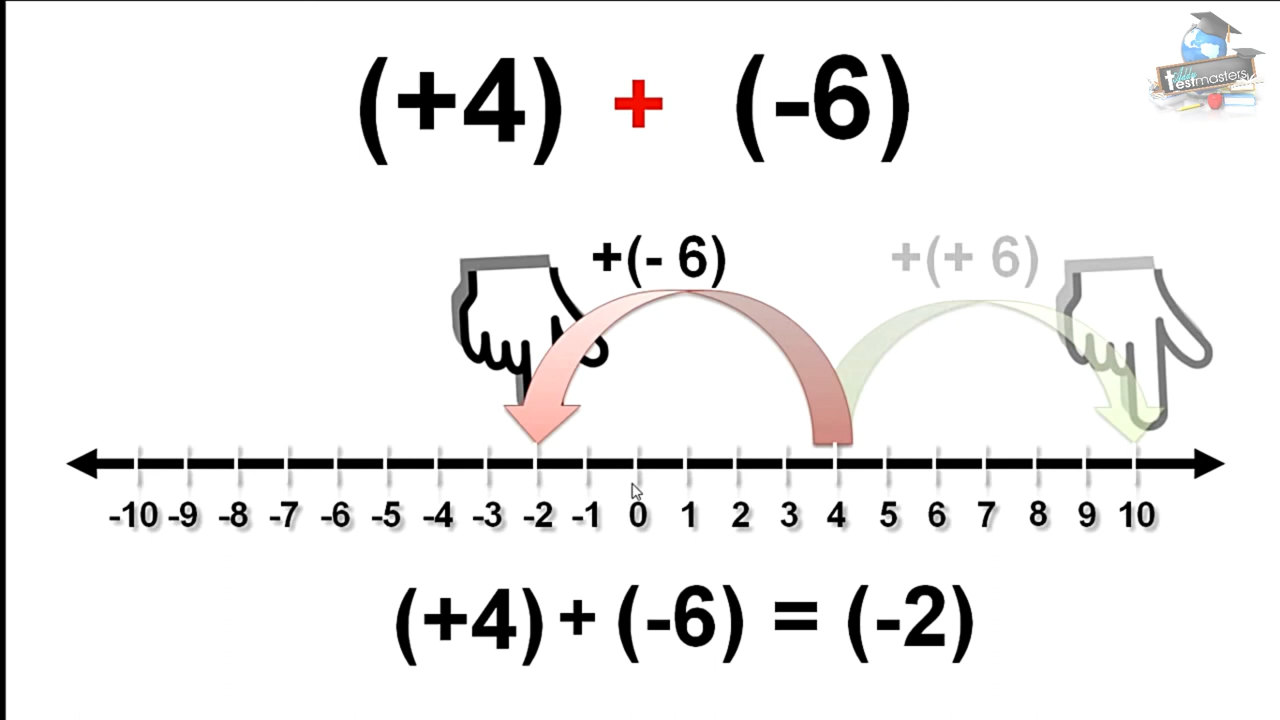 (+4) + (-6)
testmasters
+(- 6) +(+ 6)
-10 -9 -8 -7 -6 -5 -4 -3 -2 -1 0 1 2 3 4 5 6 7 8 9 10
(+4) + (-6) = (-2)